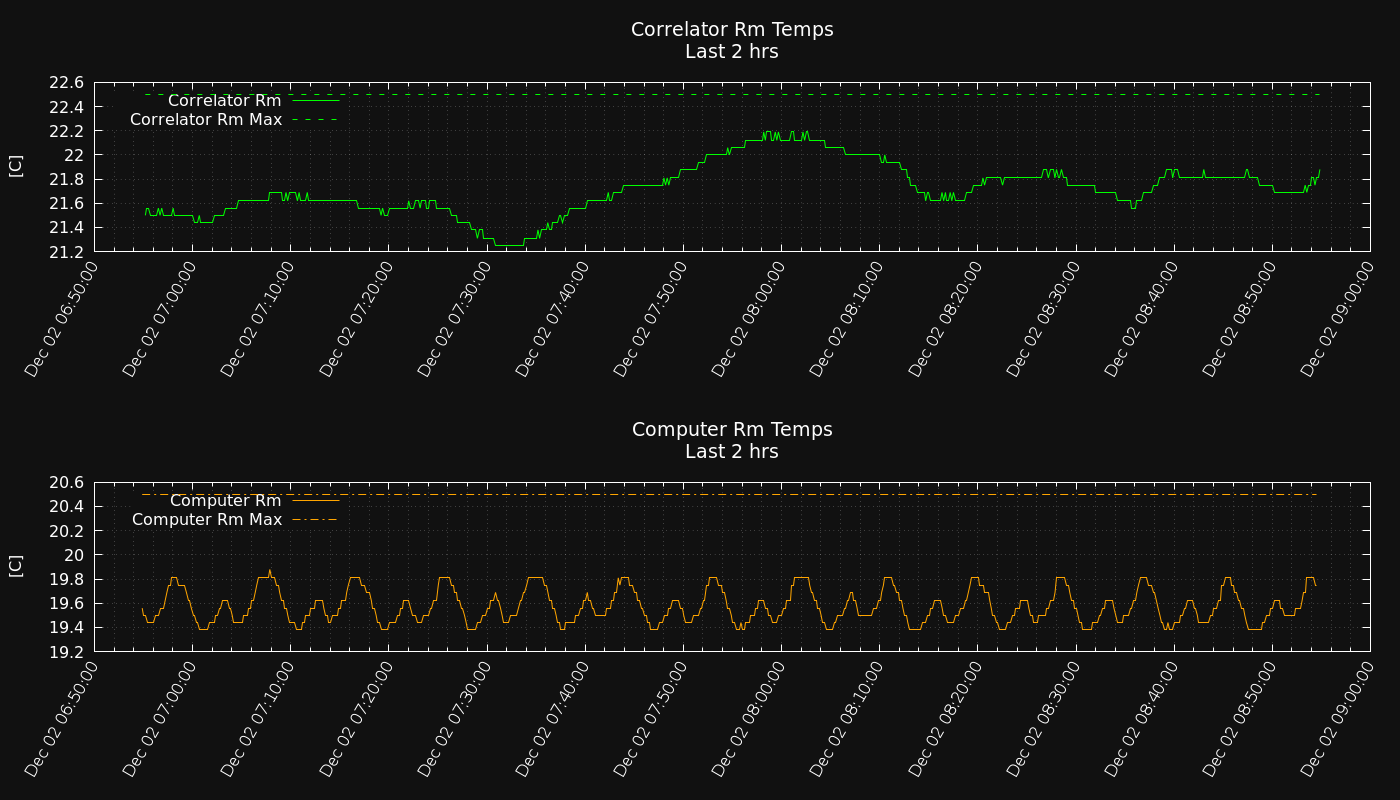 Correlator Rm Temps
Last 2 hrs
22.6
22.4
22.2
22
21.8
21.6
21.4
21.2
[C]
Correlator Rm
Correlator Rm Max
Dec 02 06:50:00
Dec 02 07:00:00
Dec 02 07:10:00
Dec 02 07:20:00
Dec 02 07:30:00
Dec 02 07:40:00
Dec 02 07:50:00
Dec 02 08:00:00
Dec 02 08:10:00
Dec 02 08:20:00
Dec 02 08:30:00
Dec 02 08:40:00
Dec 02 08:50:00
Dec 02 09:00:00
Computer Rm Temps
Last 2 hrs
20.6
20.4
20.2
20
19.8
19.6
19.4
19.2
[C]
Computer Rm
Computer Rm Max
Dec 02 06:50:00
Dec 02 07:00:00
Dec 02 07:10:00
Dec 02 07:20:00
Dec 02 07:30:00
Dec 02 07:40:00
Dec 02 07:50:00
Dec 02 08:00:00
Dec 02 08:10:00
Dec 02 08:20:00
Dec 02 08:30:00
Dec 02 08:40:00
Dec 02 08:50:00
Dec 02 09:00:00